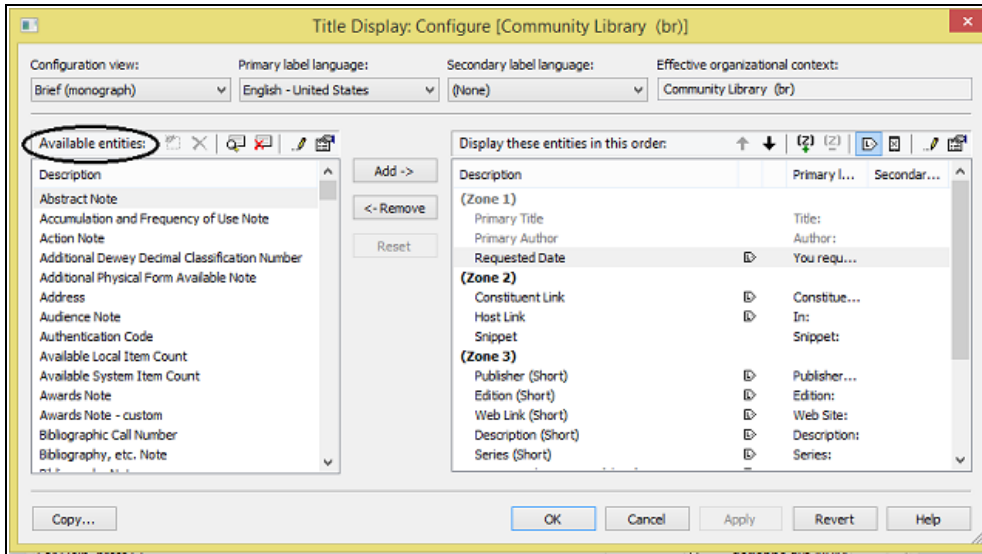 Title Display: Configure [Community Library (br)]
Configuration view:
Primary label language:
Secondary label language:
Effective organizational context:
Brief (monograph)
English - United States
(None)
Community Library (br)
Available entities:
Description
Abstract Note
Accumulation and Frequency of Use Note
Action Note
Additional Dewey Decimal Classification Number
Additional Physical Form Available Note
Address
Audience Note
Authentication Code
Available Local Item Count
Available System Item Count
Awards Note
Awards Note - custom
Bibliographic Call Number
Bibliography, etc. Note
Add ->
<- Remove
Reset
Display these entities in this order:
Description Primary l... Secondar...
(Zone 1)
Primary Title Title:
Primary Author Author:
Requested Date You requ...
(Zone 2)
Constituent Link Constitue...
Host Link In:
Snippet Snippet:
(Zone 3)
Publisher (Short) Publisher...
Edition (Short) Edition:
Web Link (Short) Web Site:
Description (Short) Description:
Series (Short) Series:
Copy...
OK
Cancel
Apply
Revert
Help